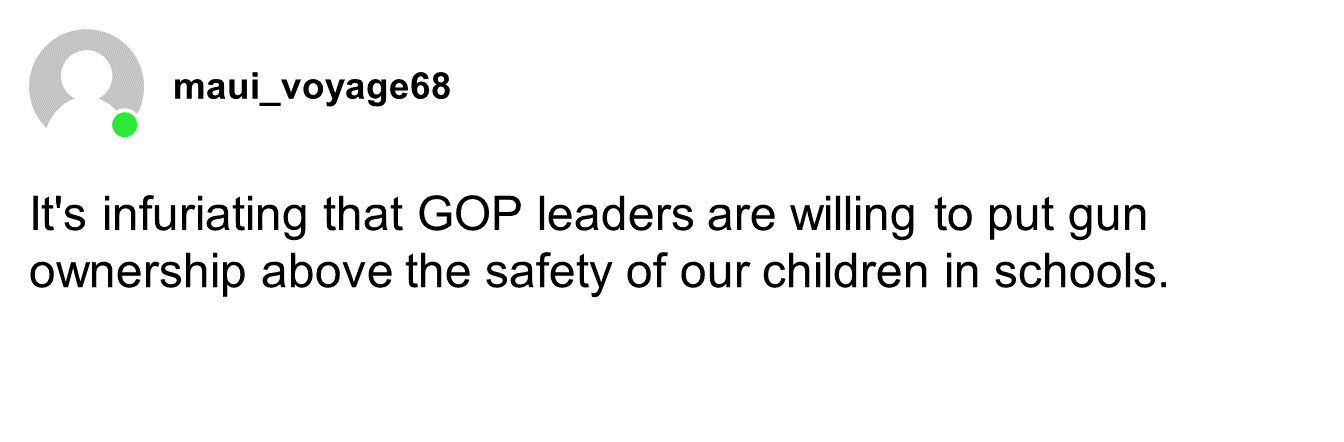 maui_voyage68
It's infuriating that GOP leaders are willing to put gun
ownership above the safety of our children in schools.